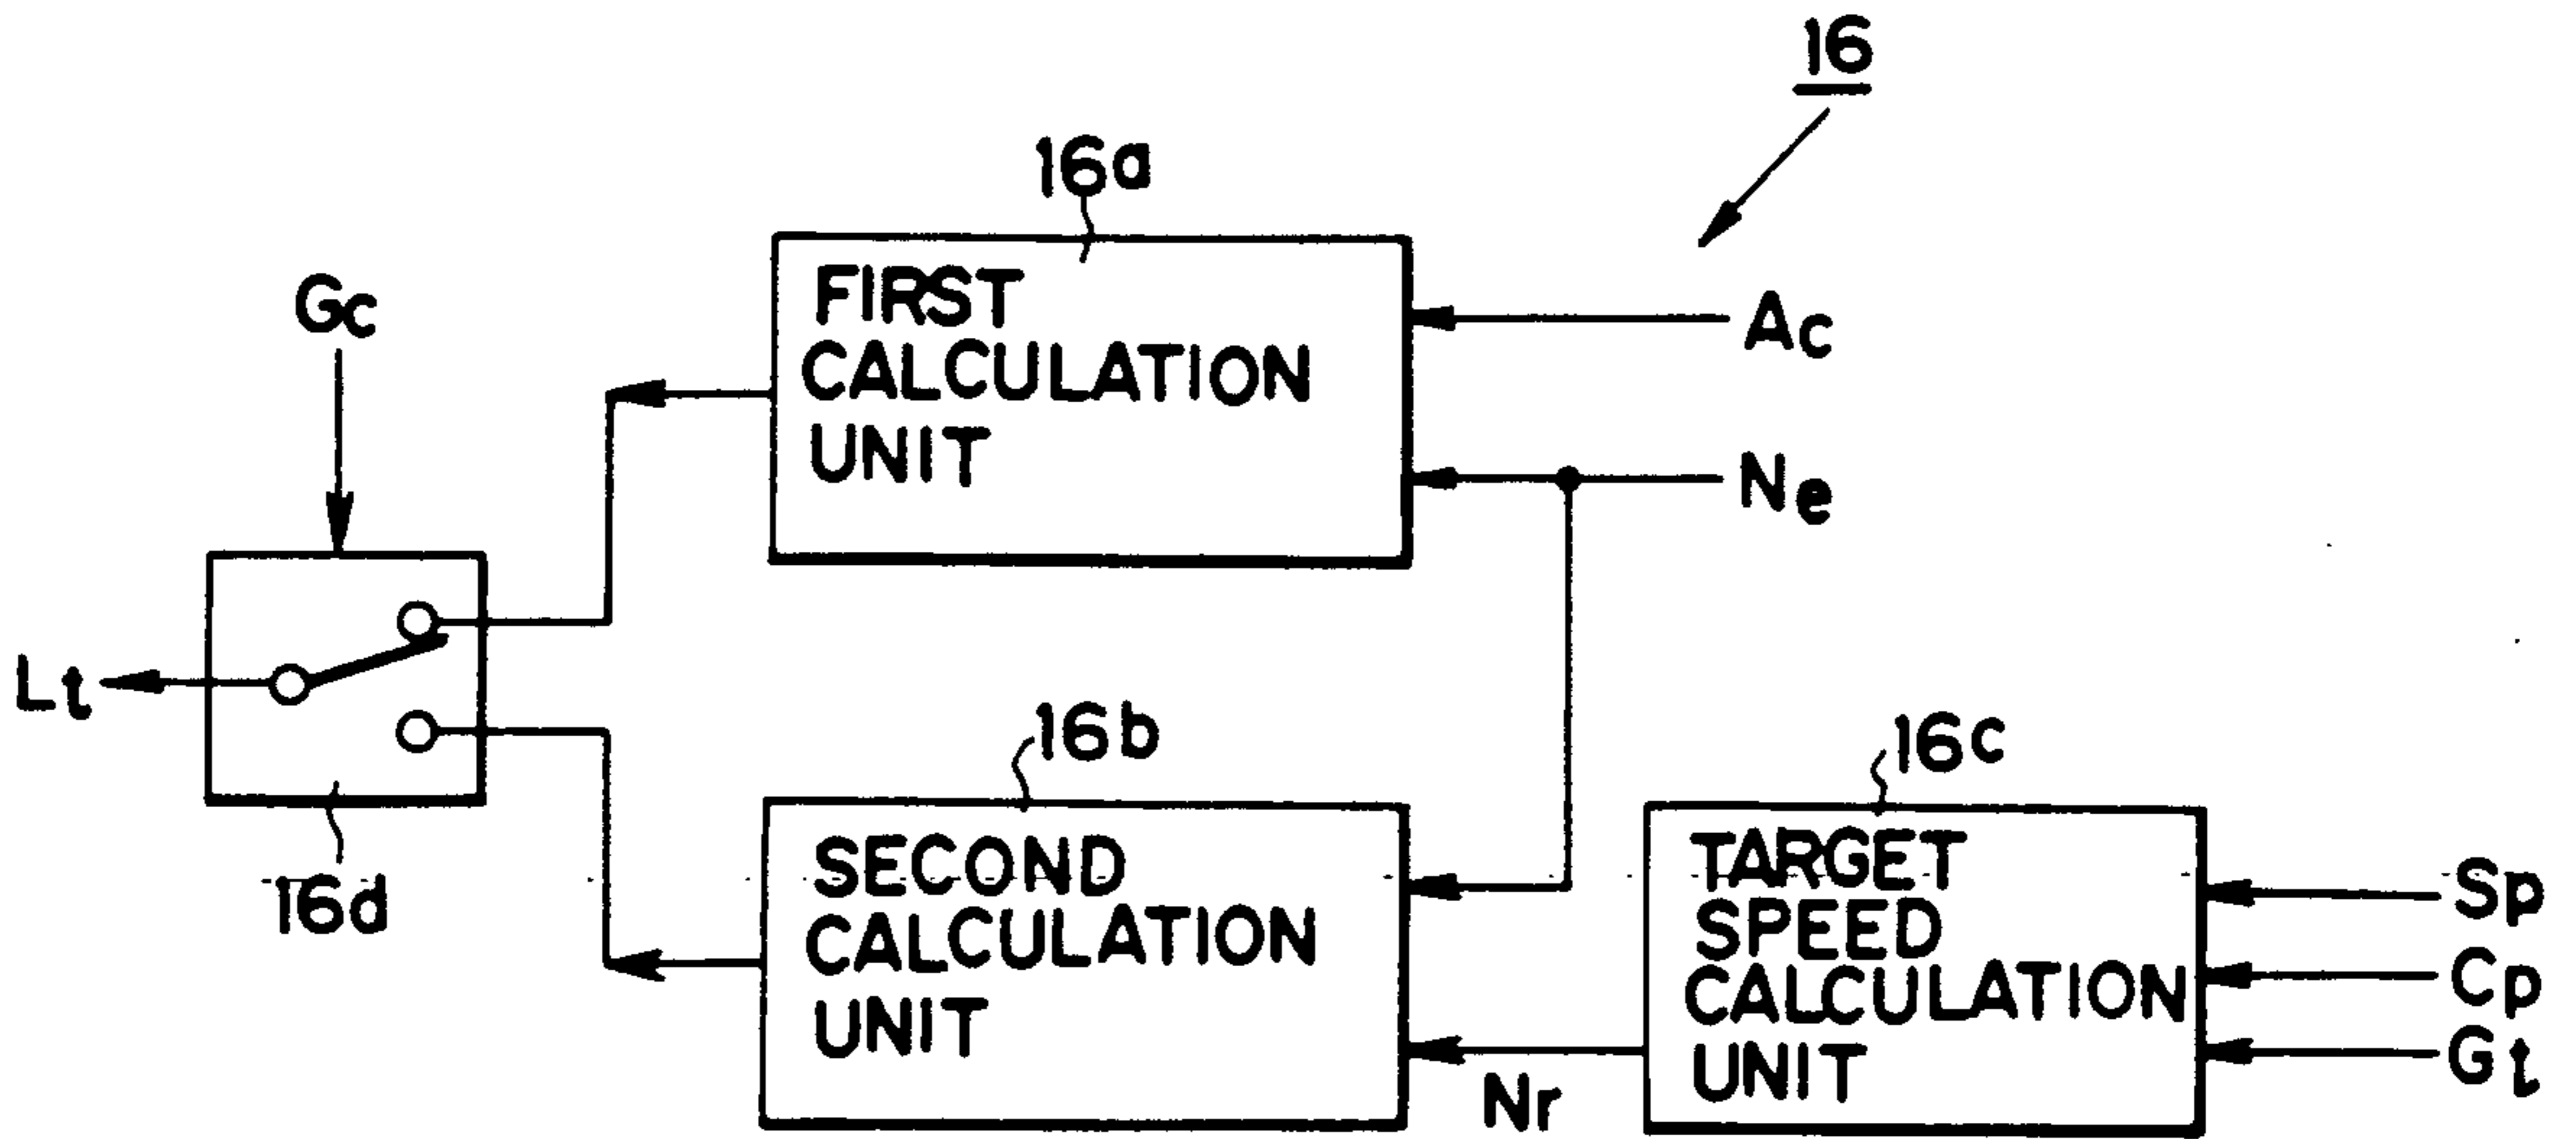 16
16a
FIRST
CALCULATION
UNIT
Gc
Ac
Ne
Lt
16d
16b
SECOND
CALCULATION
UNIT
16c
TARGET
SPEED
CALCULATION
UNIT
Sp
Cp
Gt
Nr